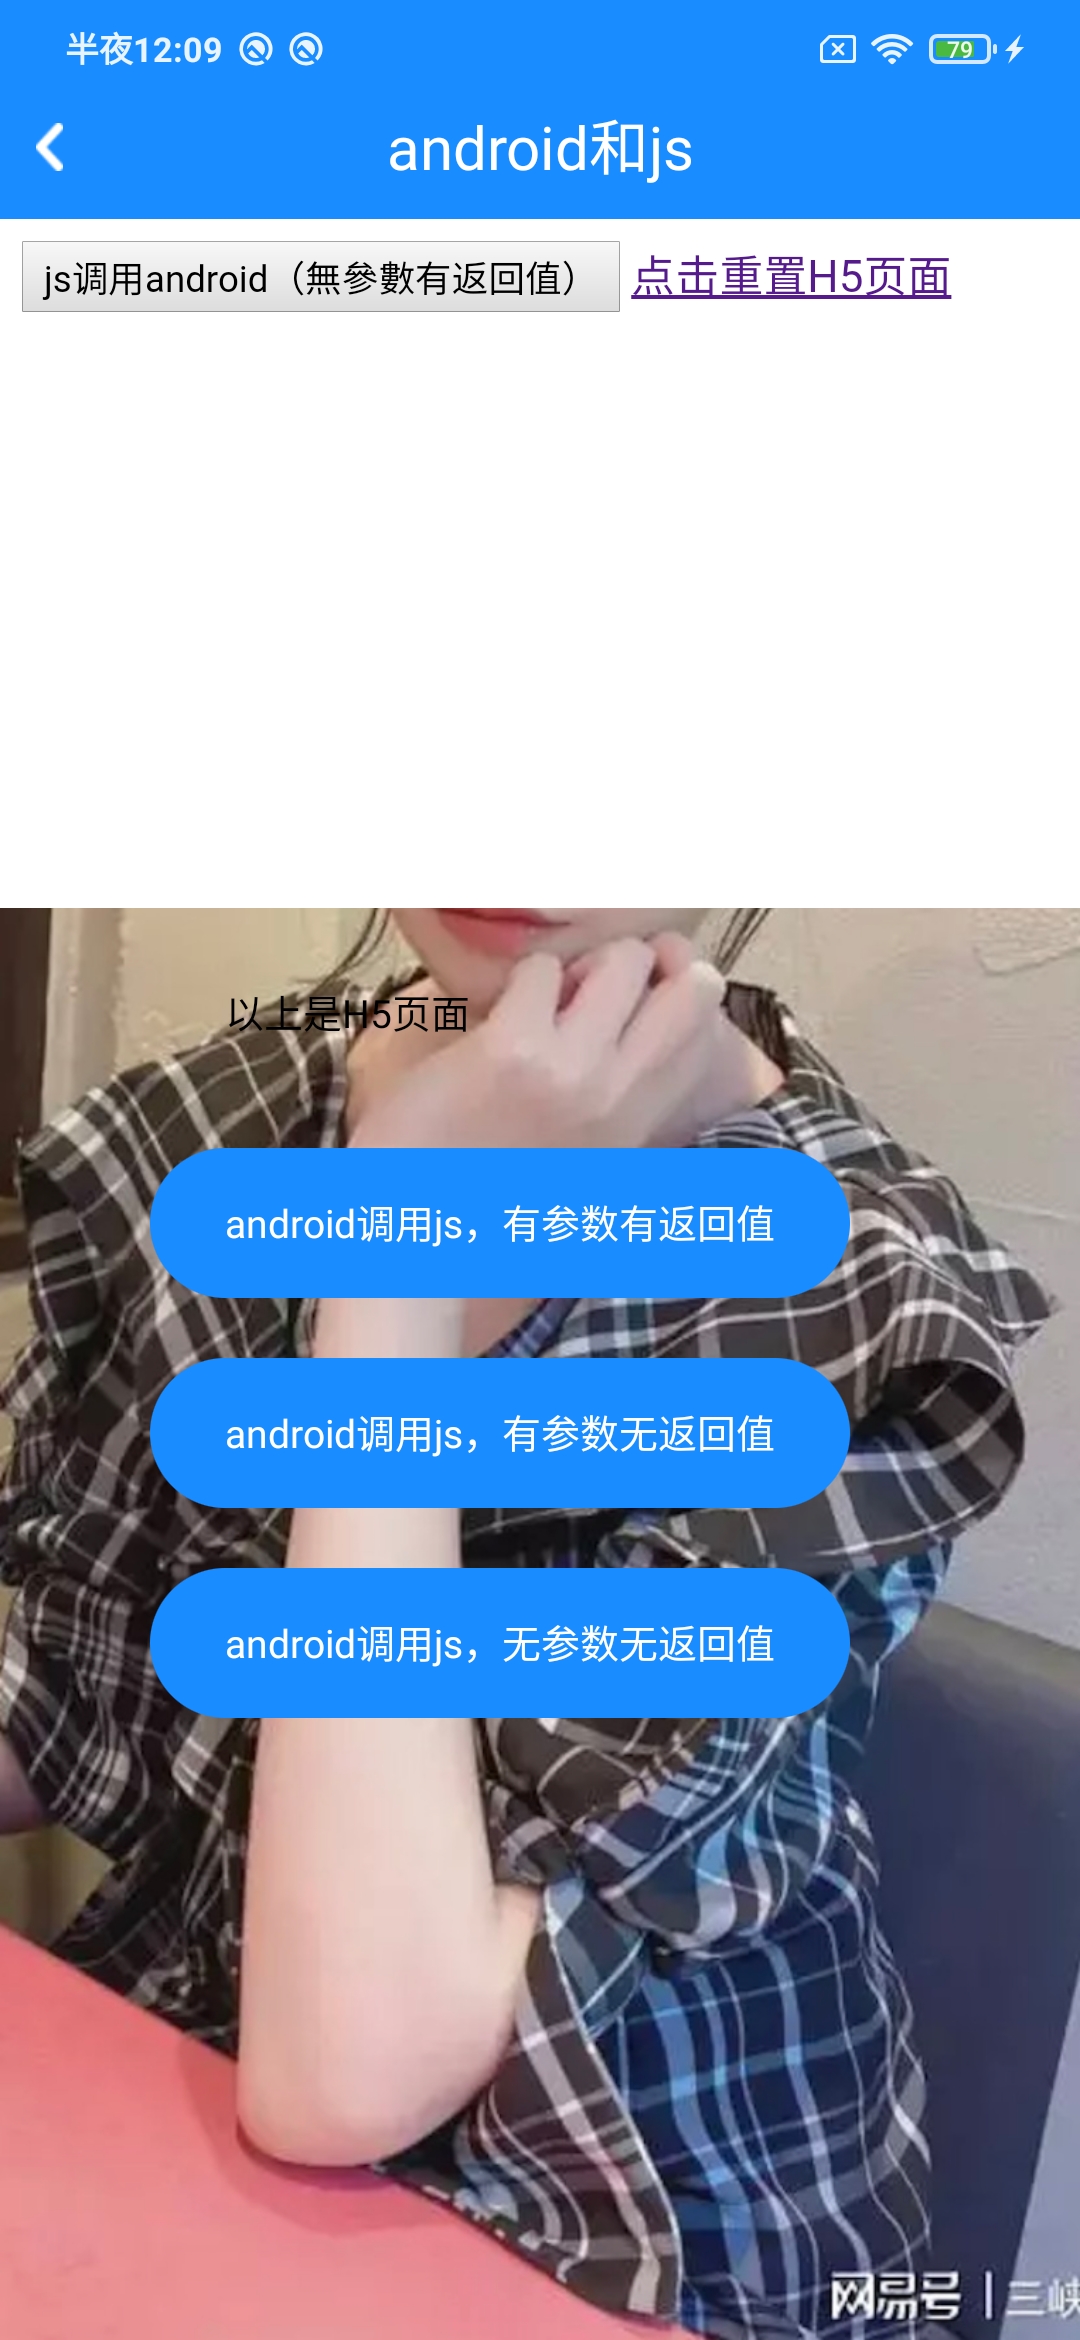 半夜12:09
79
android和js
js调用android（無參數有返回值） 点击重置H5页面
以上是H5页面
android调用js，有参数有返回值
android调用js，有参数无返回值
android调用js，无参数无返回值
网易号 | 三峡